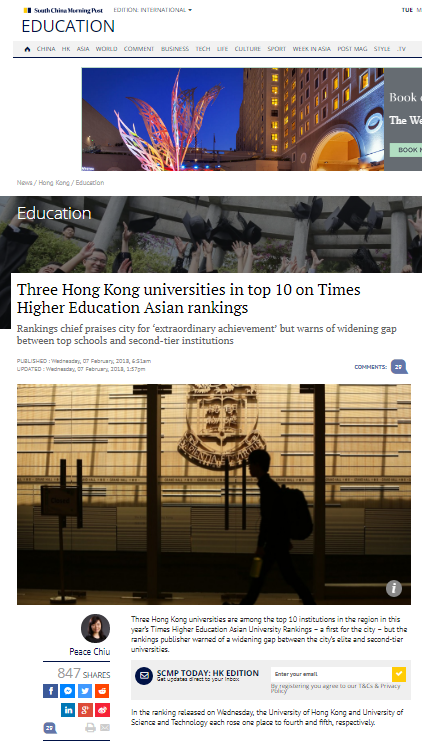 South China Morning Post
EDITION: INTERNATIONAL
TUE
EDUCATION
CHINA HK ASIA WORLD COMMENT BUSINESS TECH LIFE CULTURE SPORT WEEK IN ASIA POST MAG STYLE .TV
Book
The We
BOOK N
News / Hong Kong / Education
Education
Three Hong Kong universities in top 10 on Times
Higher Education Asian rankings
Rankings chief praises city for ‘extraordinary achievement’ but warns of widening gap
between top schools and second-tier institutions
PUBLISHED : Wednesday, 07 February, 2018, 6:31am
UPDATED : Wednesday, 07 February, 2018, 1:57pm
COMMENTS: 29
Peace Chiu
847 SHARES
29
Three Hong Kong universities are among the top 10 institutions in the region in this
year’s Times Higher Education Asian University Rankings – a first for the city – but the
rankings publisher warned of a widening gap between the city’s elite and second-tier
universities.
SCMP TODAY: HK EDITION
Get updates direct to your inbox
Enter your email
By registering you agree to our T&Cs & Privacy
Policy
In the ranking released on Wednesday, the University of Hong Kong and University of
Science and Technology each rose one place to fourth and fifth, respectively.